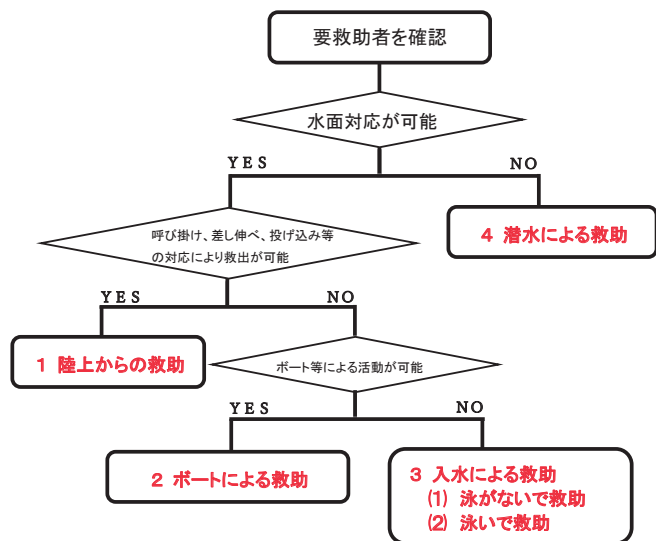 要救助者を確認
水面対応が可能
YES
NO
呼び掛け、差し伸べ、投げ込み等
の対応により救出が可能
4 潜水による救助
YES
NO
1 陸上からの救助
ボート等による活動が可能
YES
NO
2 ボートによる救助
3 入水による救助
(1) 泳がないで救助
(2) 泳いで救助